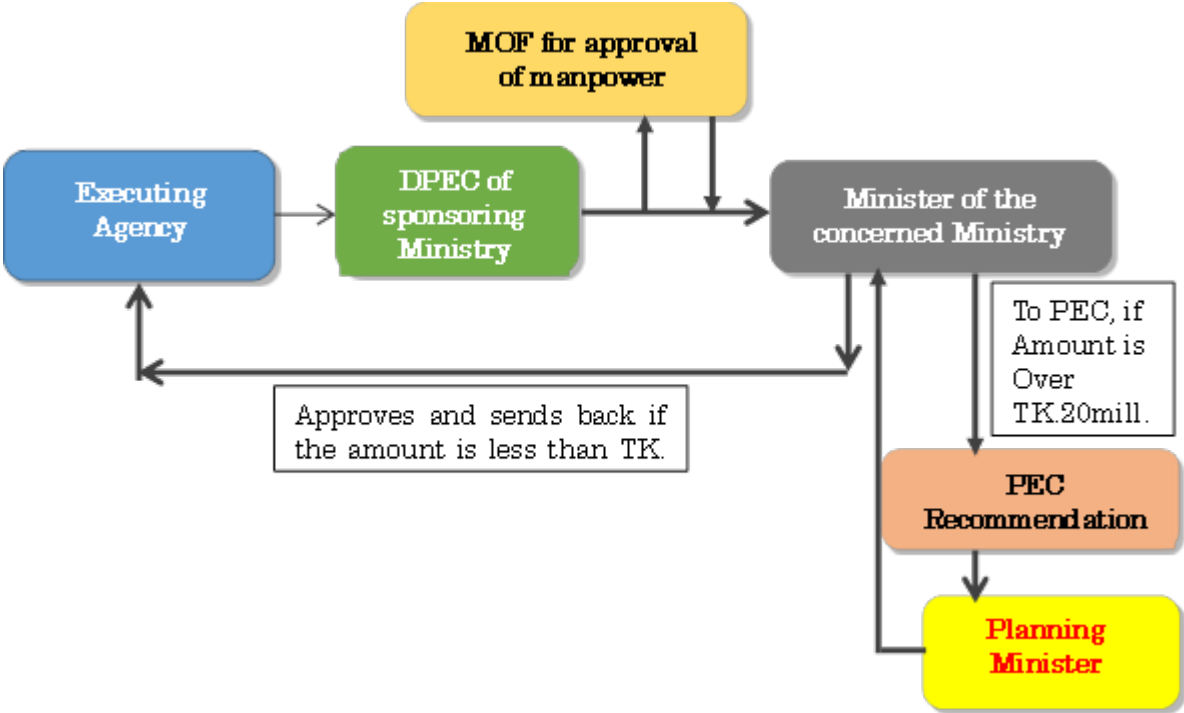 MOF for approval
of manpower
Executing
Agency
DPEC of
sponsoring
Ministry
Minister of the
concerned Ministry
To PEC, if
Amount is
Over
TK.20mill.
Approves and sends back if
the amount is less than TK.
PEC
Recommendation
Planning
Minister